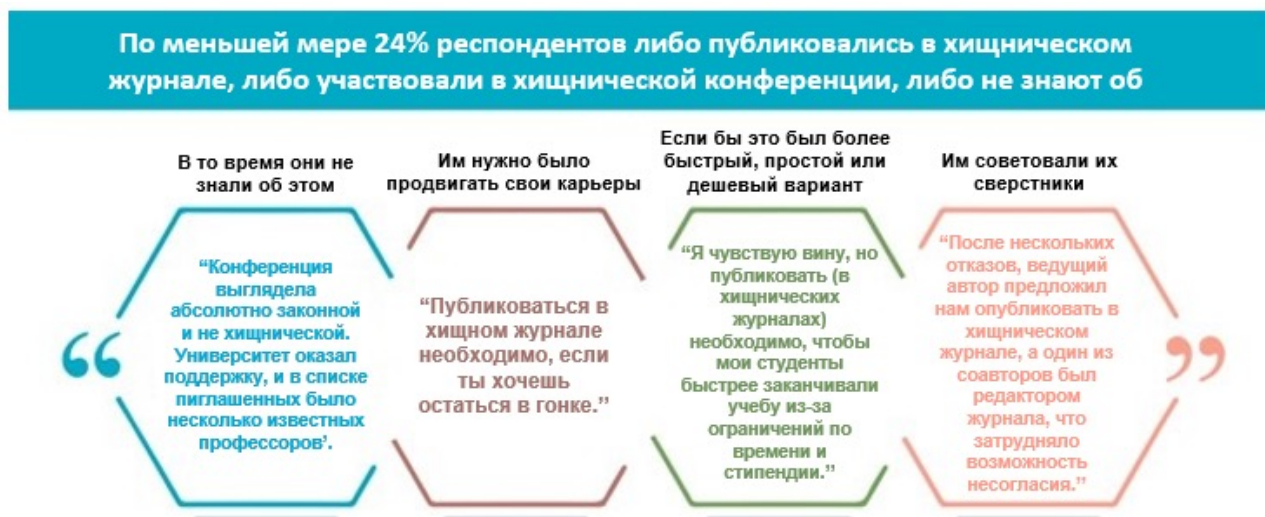 По меньшей мере 24% респондентов либо публиковались в хищническом
журнале, либо участвовали в хищнической конференции, либо не знают об
В то время они не
знали об этом
“Конференция
выглядела
абсолютно законной
и не хищнической.
Университет оказал
поддержку, и в списке
пиглашенных было
несколько известных
профессоров’.
Им нужно было
продвигать свои карьеры
“Публиковаться в
хищном журнале
необходимо, если
ты хочешь
остаться в гонке.”
Если бы это был более
быстрый, простой или
дешевый вариант
“Я чувствую вину, но
публиковать (в
хищнических
журналах)
необходимо, чтобы
мои студенты
быстрее заканчивали
учебу из-за
ограничений по
времени и
стипендии.”
Им советовали их
сверстники
“После нескольких
отказов, ведущий
автор предложил
нам опубликовать в
хищническом
журнале, а один из
соавторов был
редактором
журнала, что
затрудняло
возможность
несогласия.”